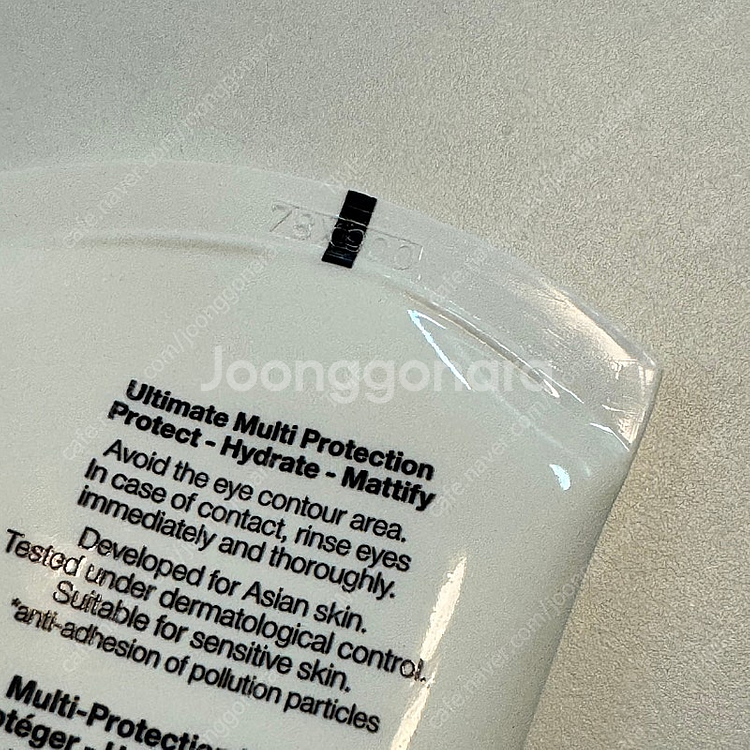 Joonggonara
Ultimate Multi Protection
Protect - Hydrate - Mattify
Avoid the eye contour area.
In case of contact, rinse eyes
immediately and thoroughly.
Developed for Asian skin.
Tested under dermatological control.
Suitable for sensitive skin.
*anti-adhesion of pollution particles
Multi-Protection